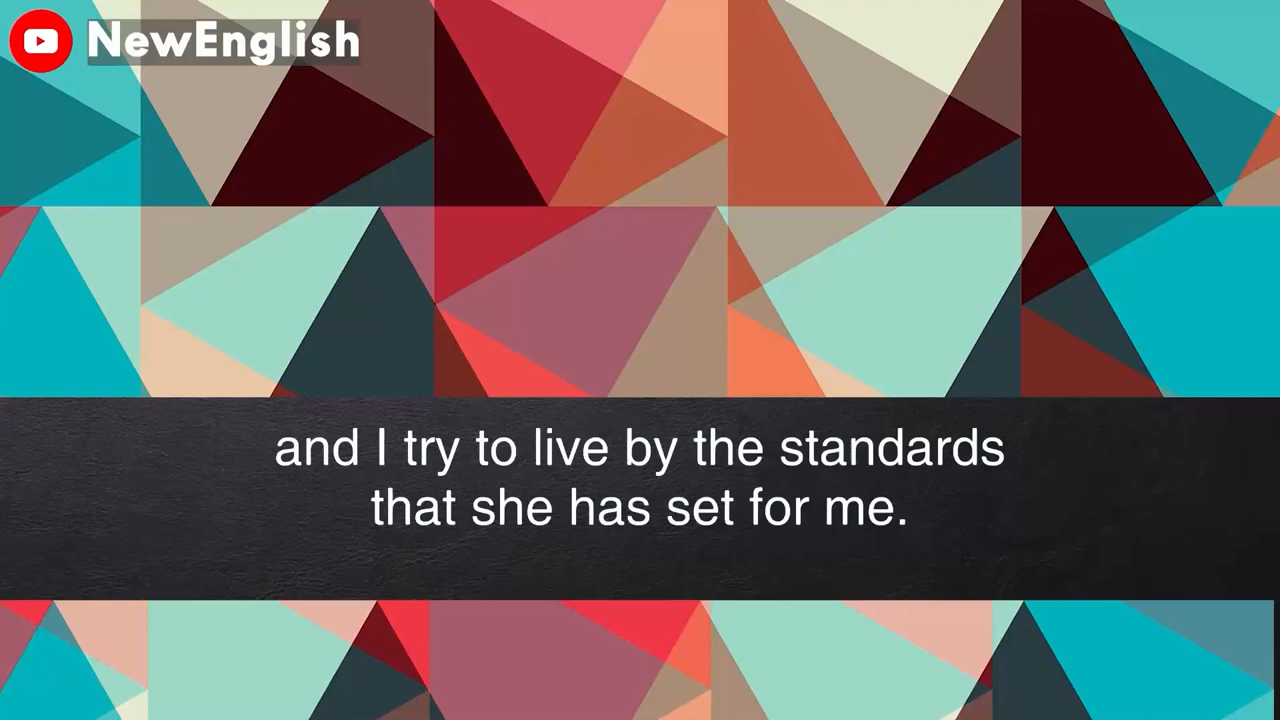 NewEnglish
and I try to live by the standards
that she has set for me.